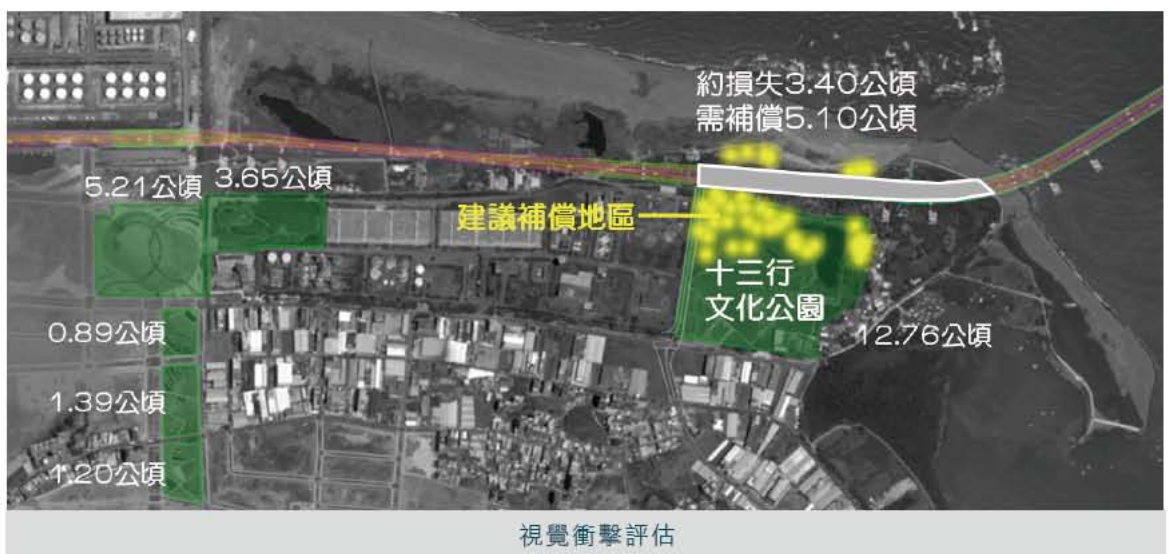 約損失3.40公頃
需補償5.10公頃
5.21公頃
3.65公頃
建議補償地區
十三行
文化公園
0.89公頃
12.76公頃
1.39公頃
1.20公頃
視覺衝擊評估